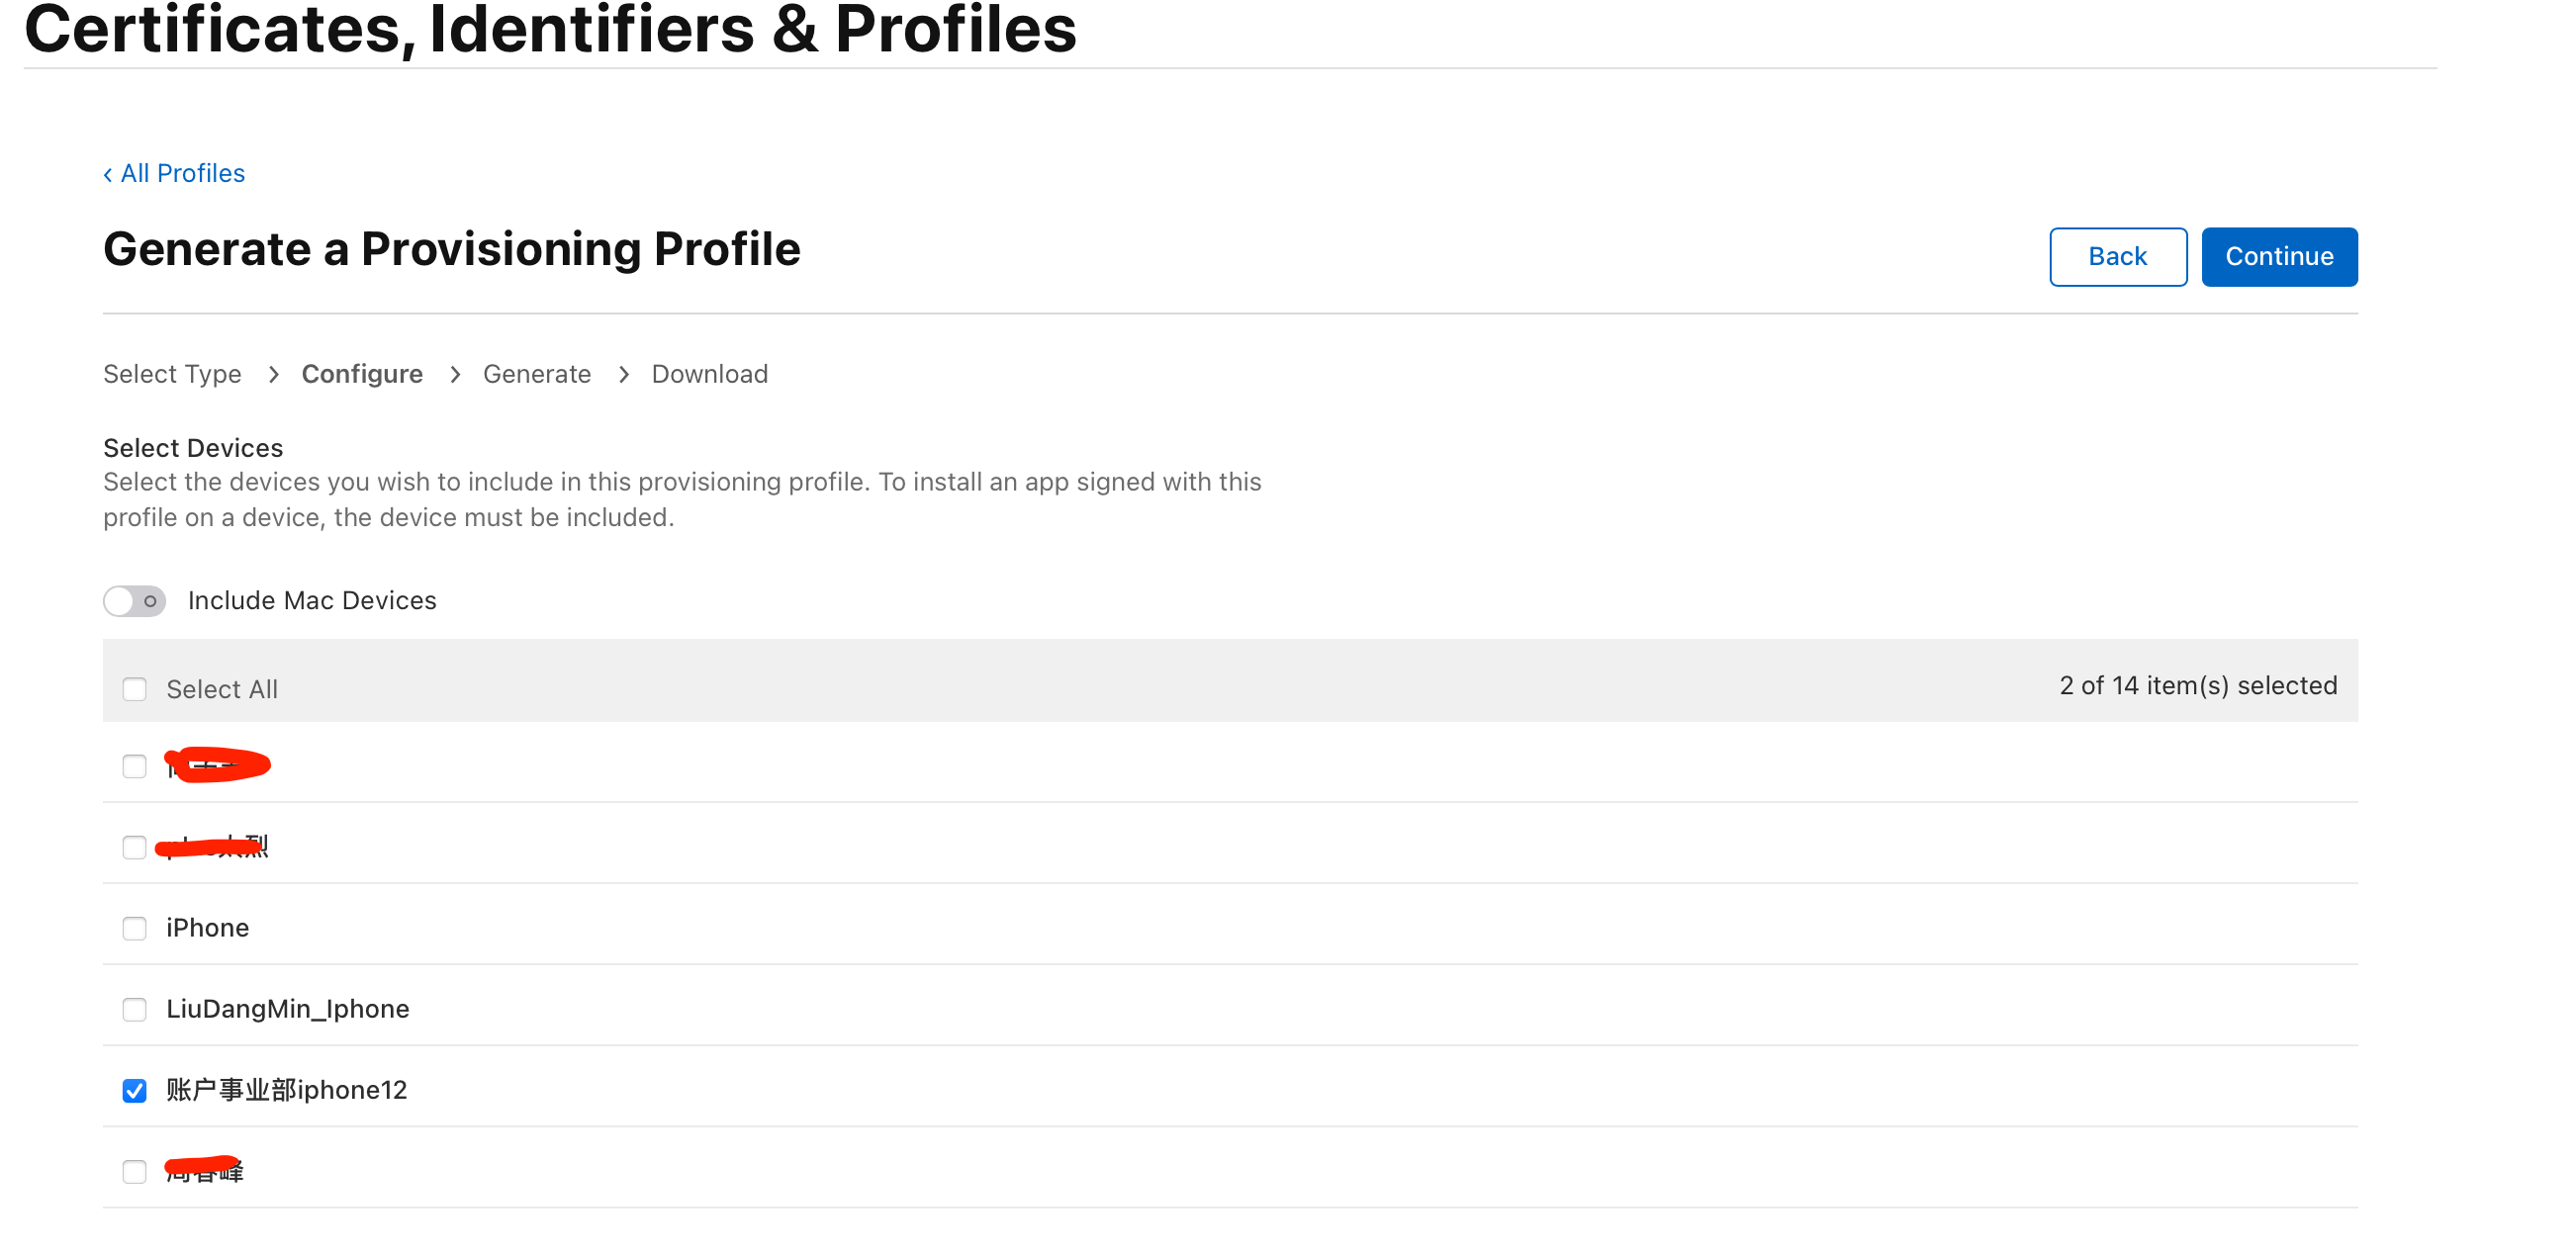 Certificates, Identifiers & Profiles
‹ All Profiles
Generate a Provisioning Profile
Back
Continue
Select Type > Configure > Generate > Download
Select Devices
Select the devices you wish to include in this provisioning profile. To install an app signed with this
profile on a device, the device must be included.
Include Mac Devices
Select All
2 of 14 item(s) selected
iPhone
LiuDangMin_Iphone
账户事业部iphone12